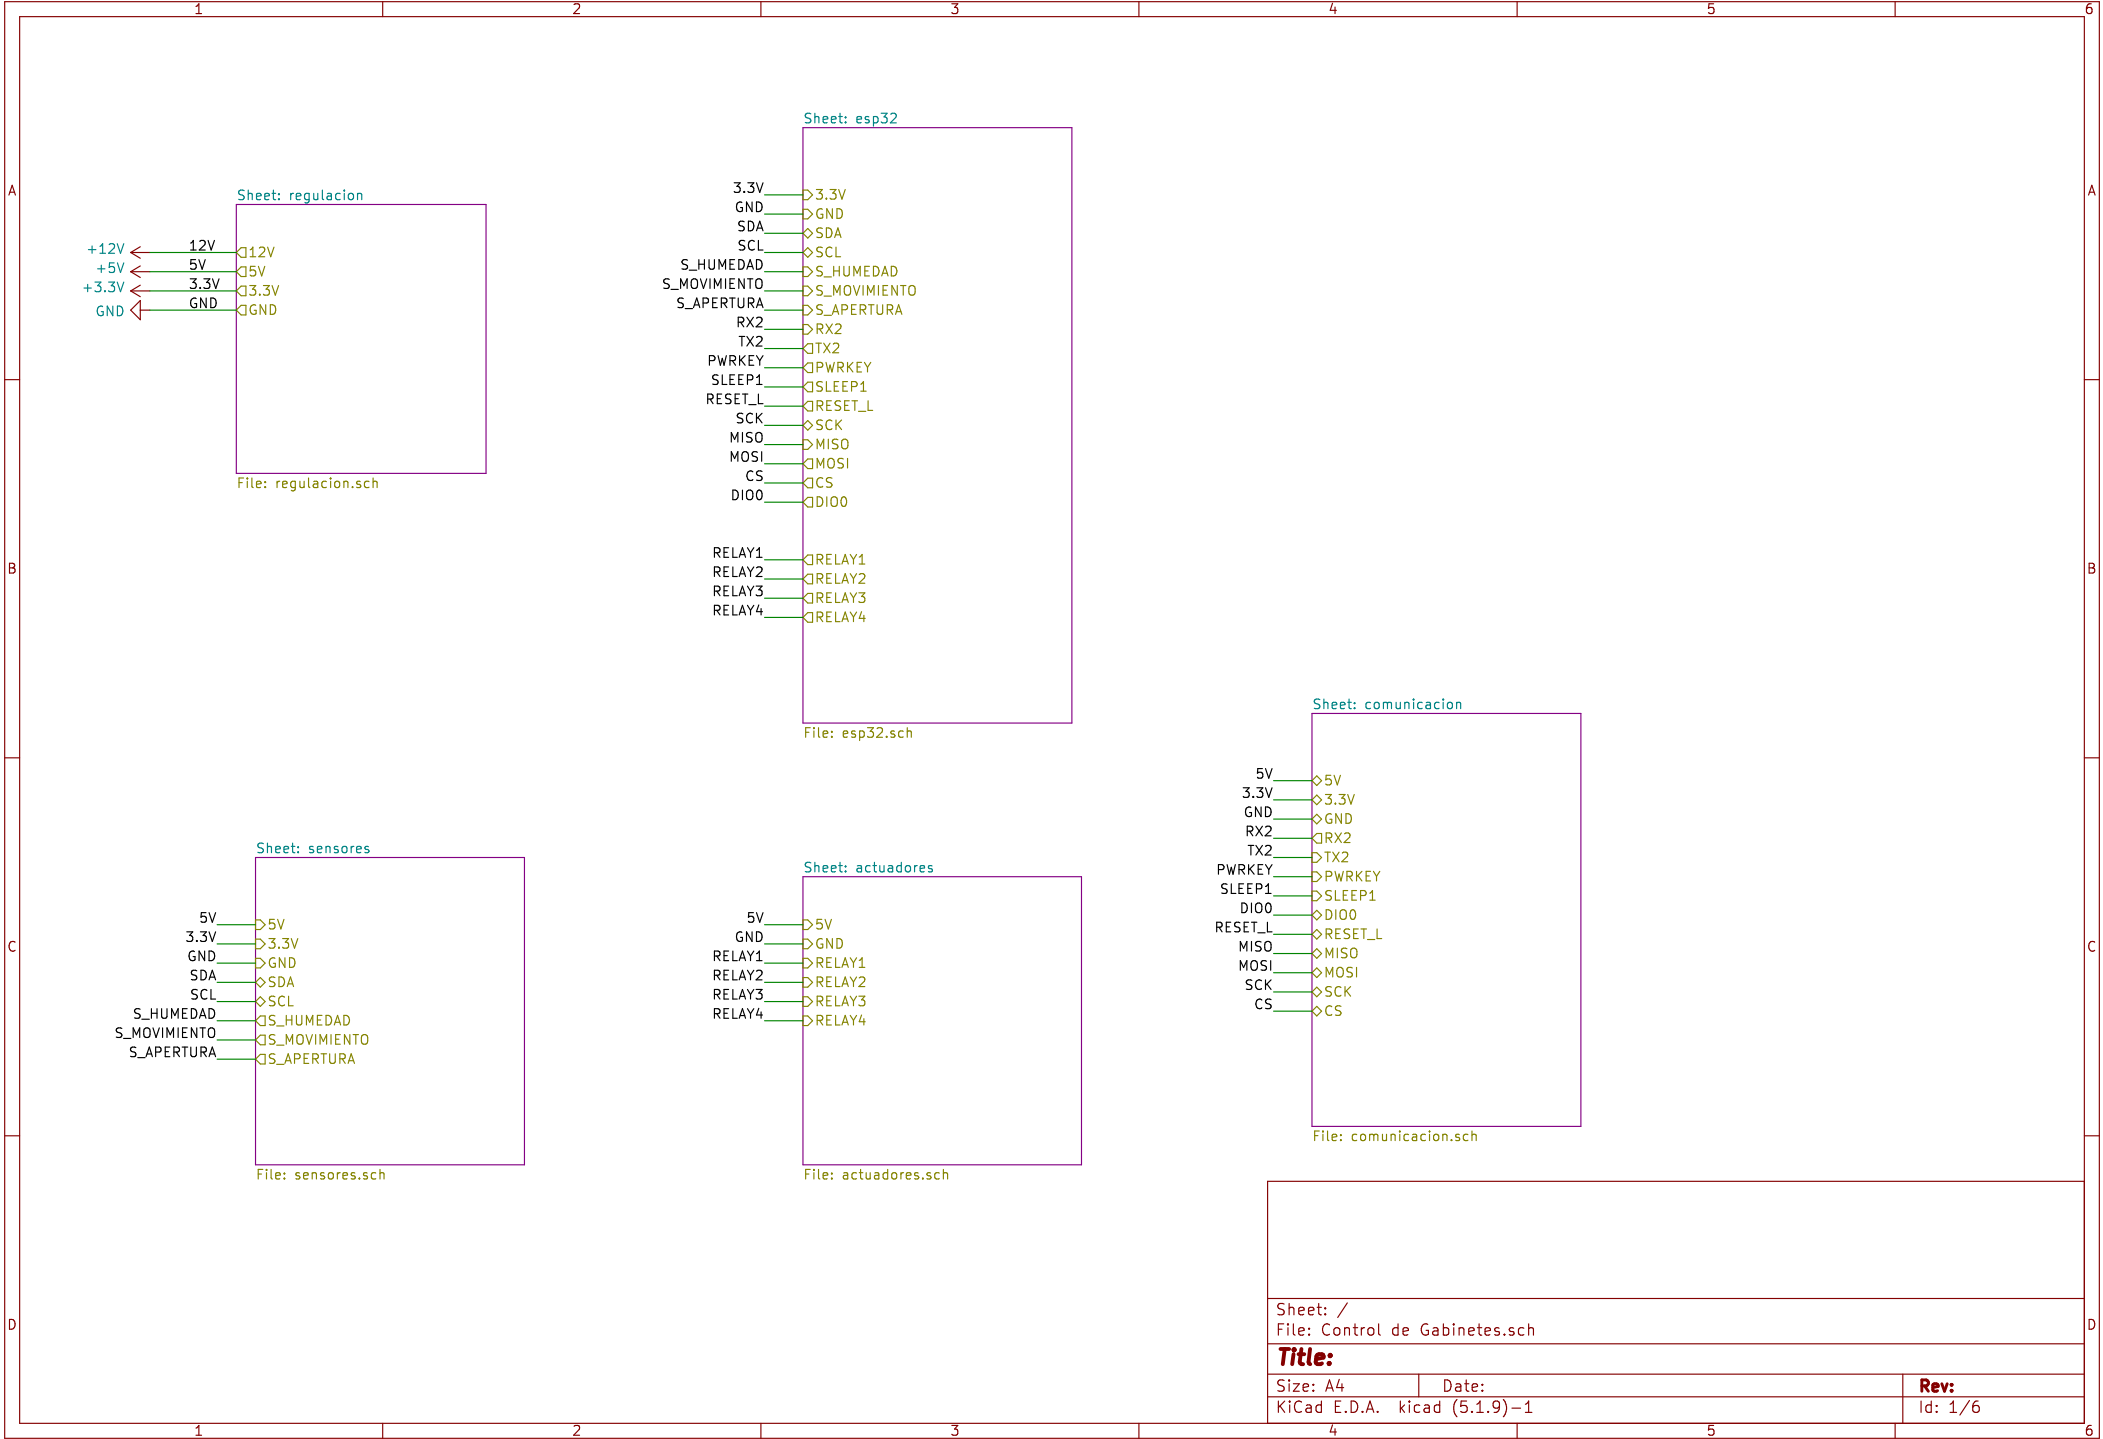 1 2 3 4 5 6
A A
B B
C C
D D
Sheet: regulacion
+12V 12V 12V
+5V 5V 5V
+3.3V 3.3V 3.3V
GND GND GND
File: regulacion.sch
Sheet: esp32
3.3V 3.3V
GND GND
SDA SDA
SCL SCL
S_HUMEDAD S_HUMEDAD
S_MOVIMIENTO S_MOVIMIENTO
S_APERTURA S_APERTURA
RX2 RX2
TX2 TX2
PWRKEY PWRKEY
SLEEP1 SLEEP1
RESET_L RESET_L
SCK SCK
MISO MISO
MOSI MOSI
CS CS
DIO0 DIO0
RELAY1 RELAY1
RELAY2 RELAY2
RELAY3 RELAY3
RELAY4 RELAY4
File: esp32.sch
Sheet: sensores
5V 5V
3.3V 3.3V
GND GND
SDA SDA
SCL SCL
S_HUMEDAD S_HUMEDAD
S_MOVIMIENTO S_MOVIMIENTO
S_APERTURA S_APERTURA
File: sensores.sch
Sheet: actuadores
5V 5V
GND GND
RELAY1 RELAY1
RELAY2 RELAY2
RELAY3 RELAY3
RELAY4 RELAY4
File: actuadores.sch
Sheet: comunicacion
5V 5V
3.3V 3.3V
GND GND
RX2 RX2
TX2 TX2
PWRKEY PWRKEY
SLEEP1 SLEEP1
DIO0 DIO0
RESET_L RESET_L
MISO MISO
MOSI MOSI
SCK SCK
CS CS
File: comunicacion.sch
Sheet: /
File: Control de Gabinetes.sch
Title:
Size: A4 Date: Rev:
KiCad E.D.A. kicad (5.1.9)-1 Id: 1/6
1 2 3 4 5 6